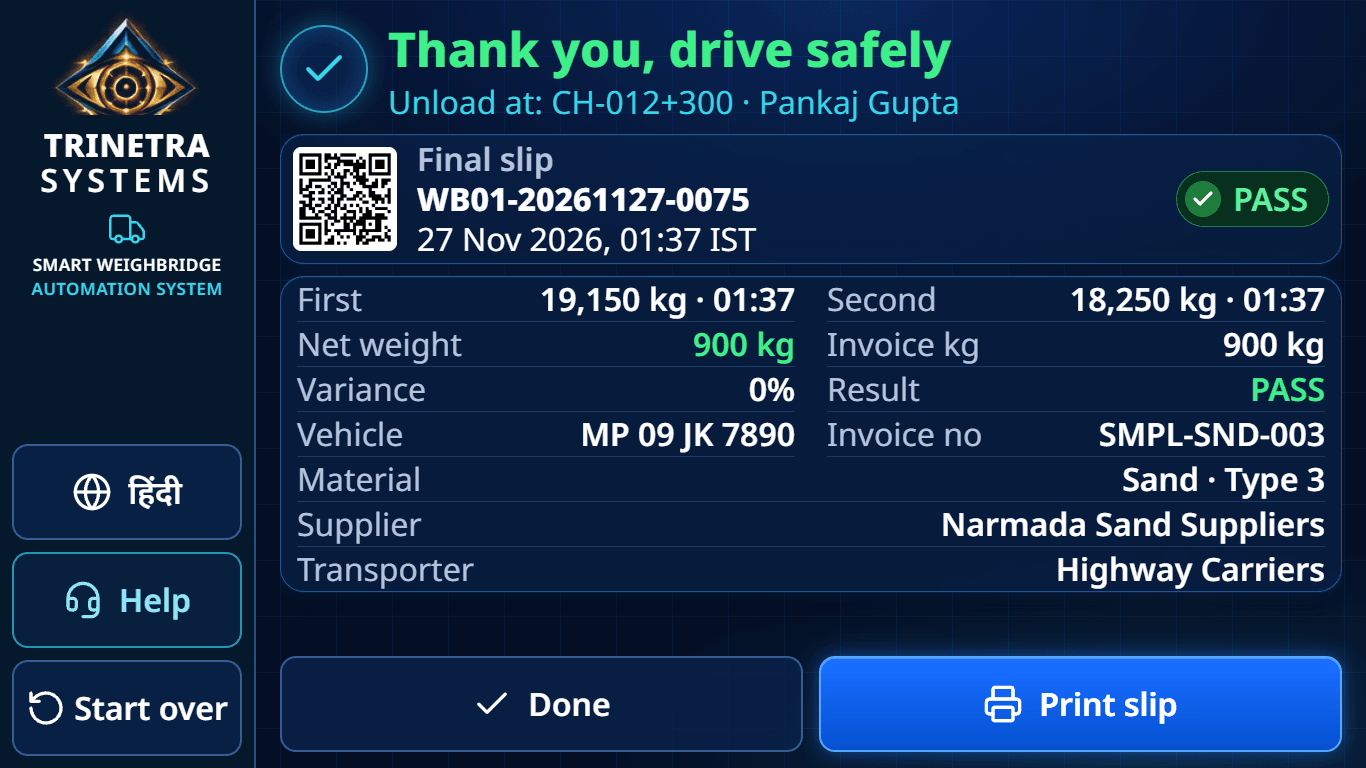 TRINETRA
SYSTEMS
SMART WEIGHBRIDGE
AUTOMATION SYSTEM
हिंदी
Help
Start over
Thank you, drive safely
Unload at: CH-012+300 · Pankaj Gupta
Final slip
WB01-20261127-0075
27 Nov 2026, 01:37 IST
PASS
First 19,150 kg · 01:37 Second 18,250 kg · 01:37
Net weight 900 kg Invoice kg 900 kg
Variance 0% Result PASS
Vehicle MP 09 JK 7890 Invoice no SMPL-SND-003
Material Sand · Type 3
Supplier Narmada Sand Suppliers
Transporter Highway Carriers
Done Print slip